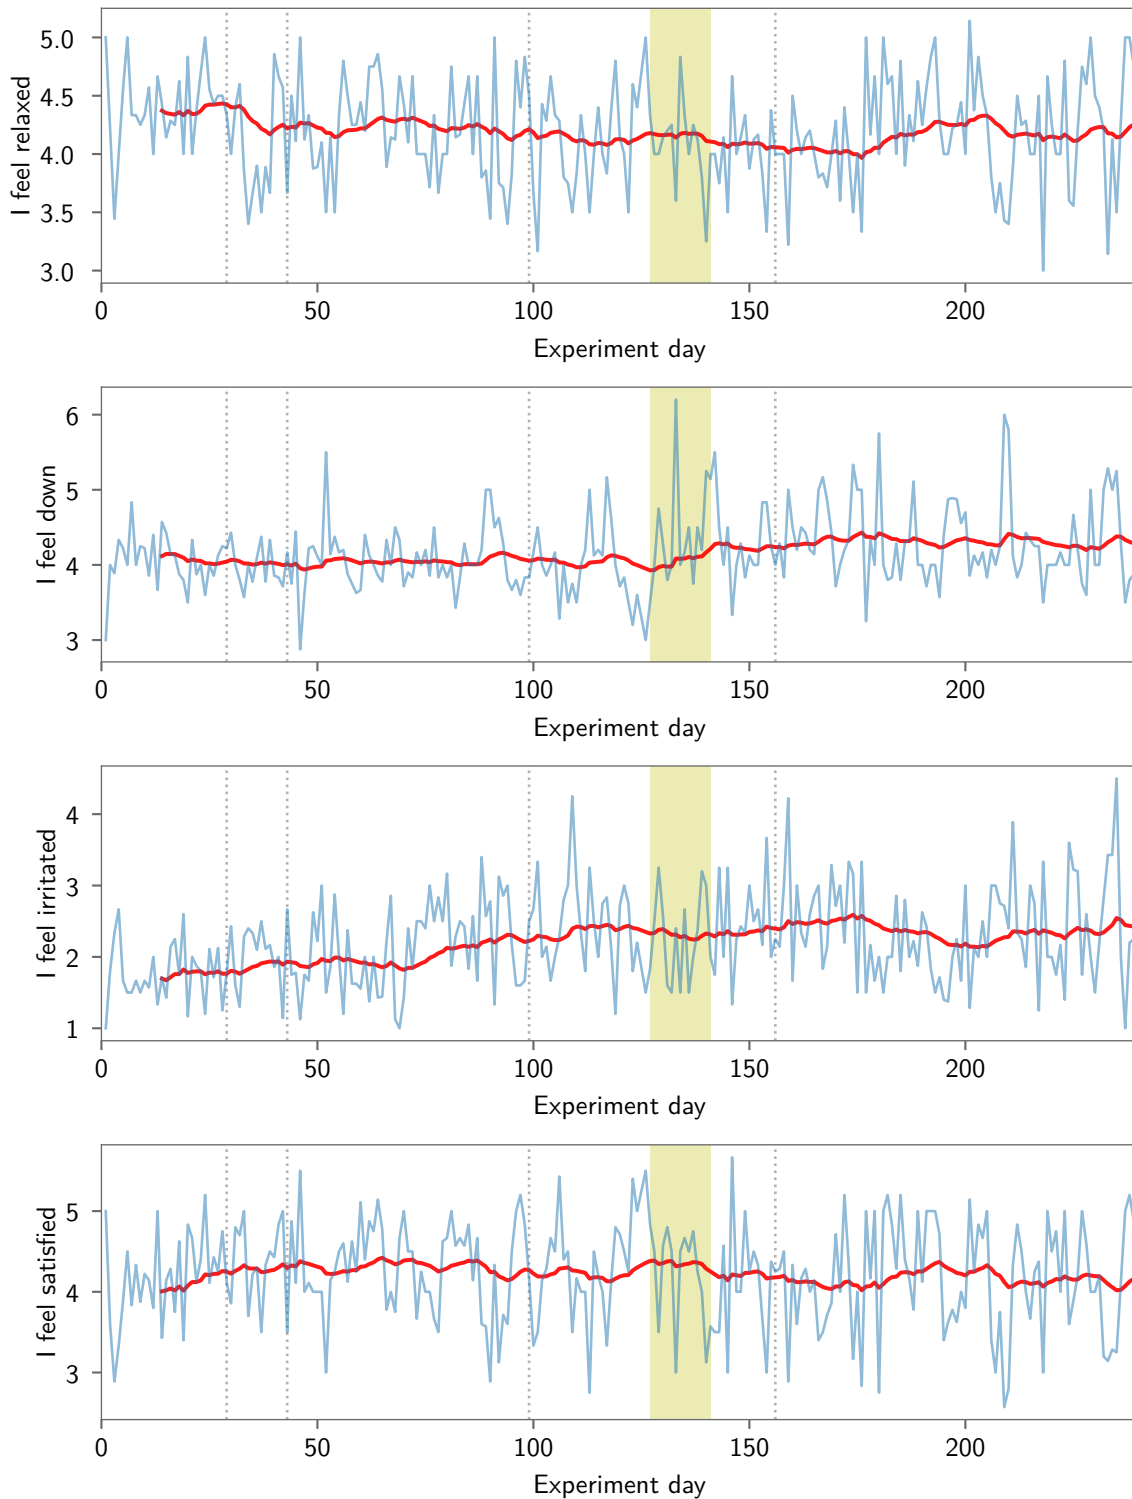 I feel relaxed
5.0
4.5
4.0
3.5
3.0
0 50 100 150 200
Experiment day
I feel down
6
5
4
3
0 50 100 150 200
Experiment day
I feel irritated
4
3
2
1
0 50 100 150 200
Experiment day
I feel satisfied
5
4
3
0 50 100 150 200
Experiment day